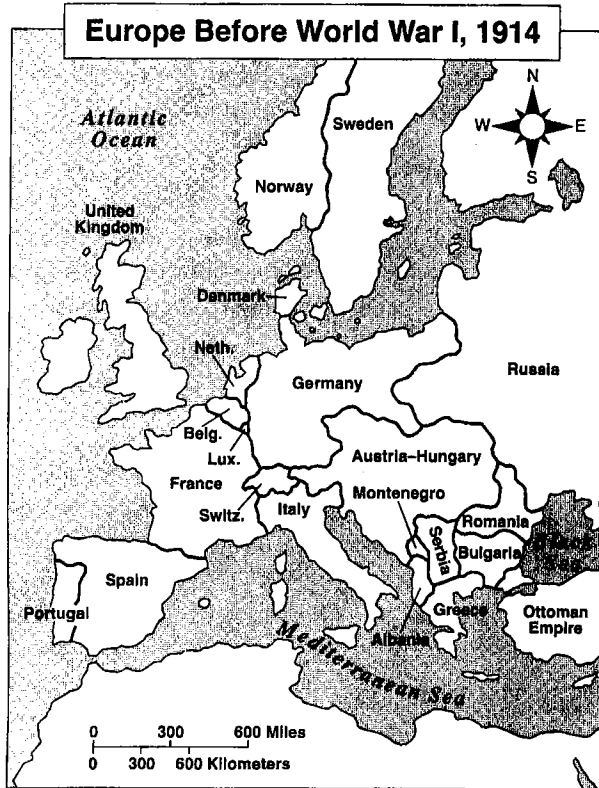 Europe Before World War I, 1914
Atlantic
Ocean
N
W
E
S
Sweden
Norway
United
Kingdom
Denmark
Neth.
Germany
Russia
Belg.
Lux.
Austria-Hungary
France
Montenegro
Switz.
Italy
Romania
Serbia
Bulgaria
Black
Sea
Spain
Portugal
Greece
Ottoman
Empire
Albania
Mediterranean Sea
0 300 600 Miles
0 300 600 Kilometers